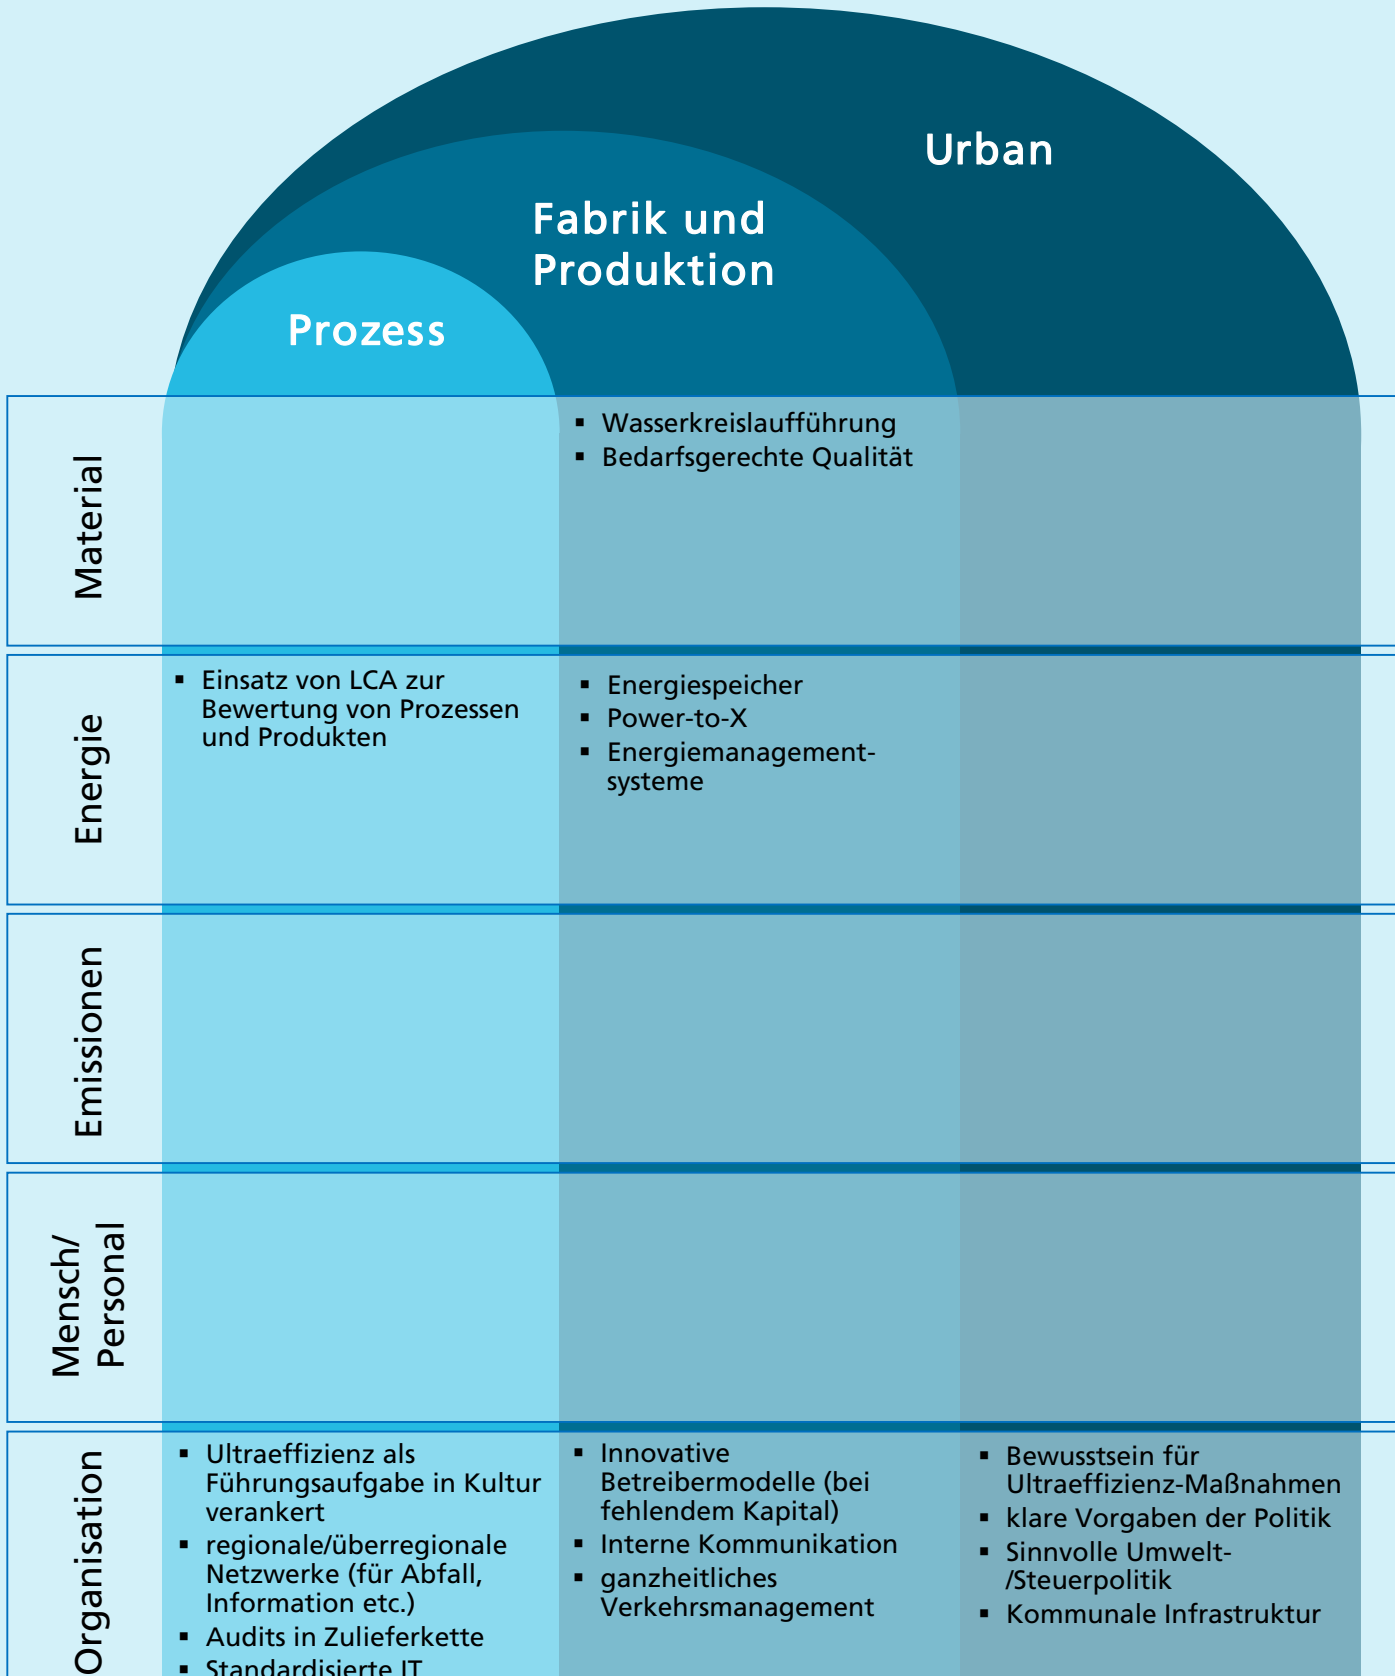 Urban
Fabrik und
Produktion
Prozess
Material
▪ Wasserkreislaufführung
▪ Bedarfsgerechte Qualität
Energie
▪ Einsatz von LCA zur
Bewertung von Prozessen
und Produkten
▪ Energiespeicher
▪ Power-to-X
▪ Energiemanagement-
systeme
Emissionen
Mensch/
Personal
Organisation
▪ Ultraeffizienz als
Führungsaufgabe in Kultur
verankert
▪ regionale/überregionale
Netzwerke (für Abfall,
Information etc.)
▪ Audits in Zulieferkette
▪ Standardisierte IT
▪ Innovative
Betreibermodelle (bei
fehlendem Kapital)
▪ Interne Kommunikation
▪ ganzheitliches
Verkehrsmanagement
▪ Bewusstsein für
Ultraeffizienz-Maßnahmen
▪ klare Vorgaben der Politik
▪ Sinnvolle Umwelt-
/Steuerpolitik
▪ Kommunale Infrastruktur